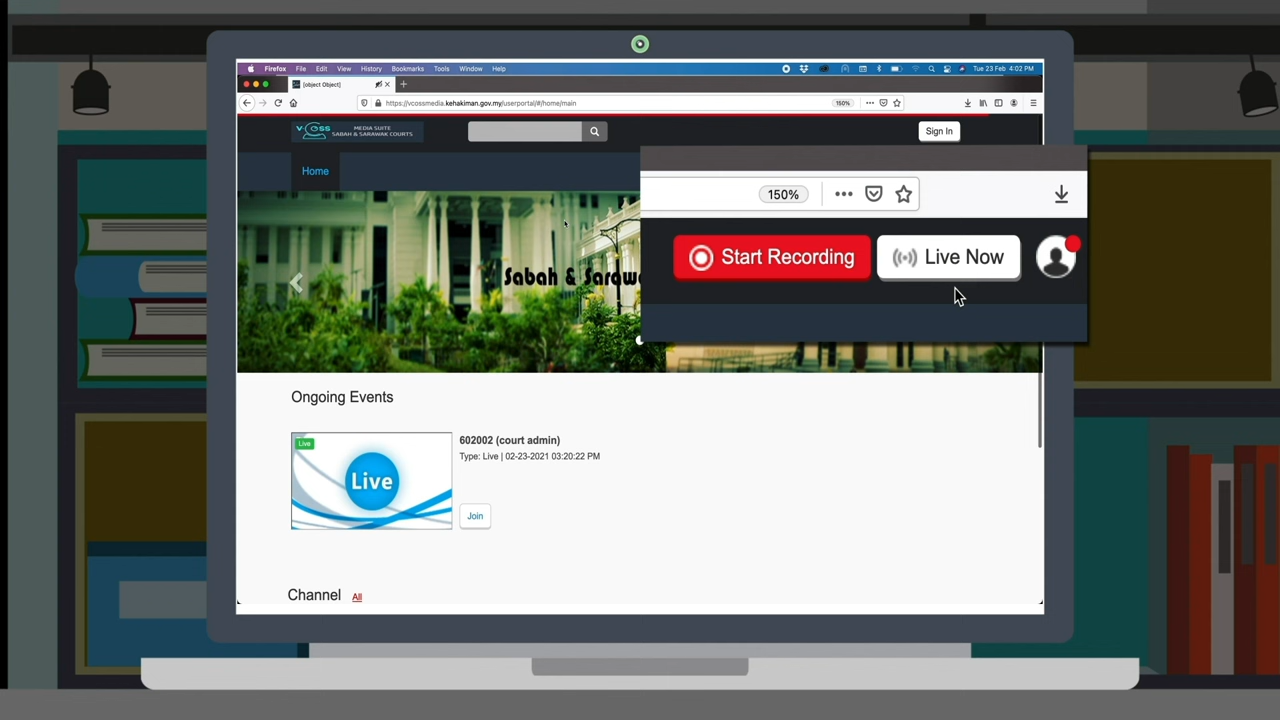 Firefox File Edit View History Bookmarks Tools Window Help
Tue 23 Feb 4:02 PM
[object Object]
https://vcossmedia.kehakiman.gov.my/userportal/#/home/main
150%
VCOSS
MEDIA SUITE
SABAH & SARAWAK COURTS
Sign In
Home
150%
Start Recording
Live Now
Sabah & Sarawa
Ongoing Events
Live
Live
602002 (court admin)
Type: Live | 02-23-2021 03:20:22 PM
Join
Channel All